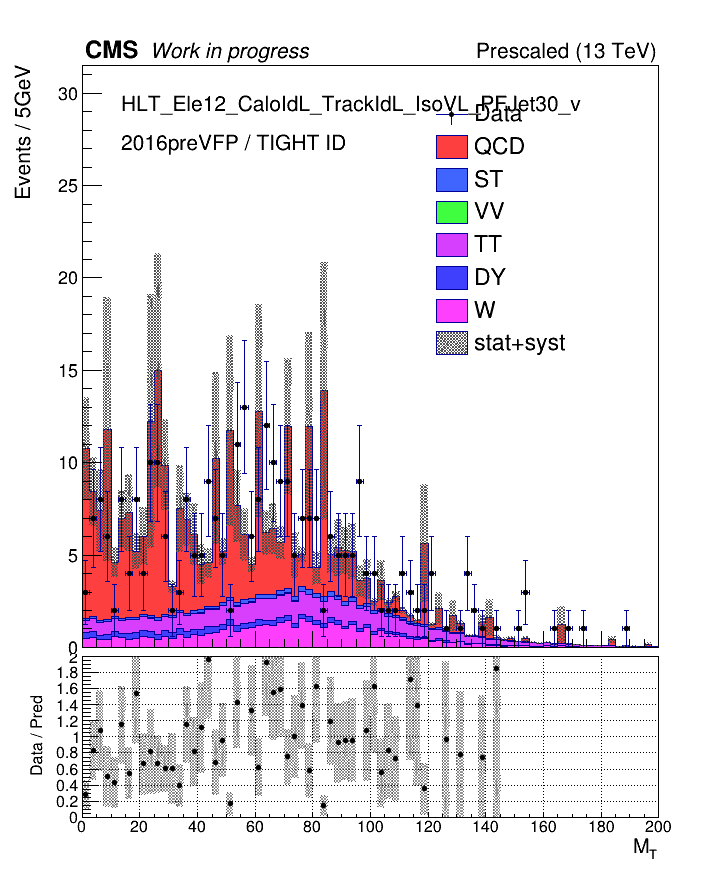 CMS Work in progress Prescaled (13 TeV)
Events / 5GeV
HLT_Ele12_CaloIdL_TrackIdL_IsoVL_PFJet30_v
2016preVFP / TIGHT ID
Data
QCD
ST
VV
TT
DY
W
stat+syst
30
25
20
15
10
5
0
Data / Pred
2
1.8
1.6
1.4
1.2
1
0.8
0.6
0.4
0.2
0
0 20 40 60 80 100 120 140 160 180 200
M_T